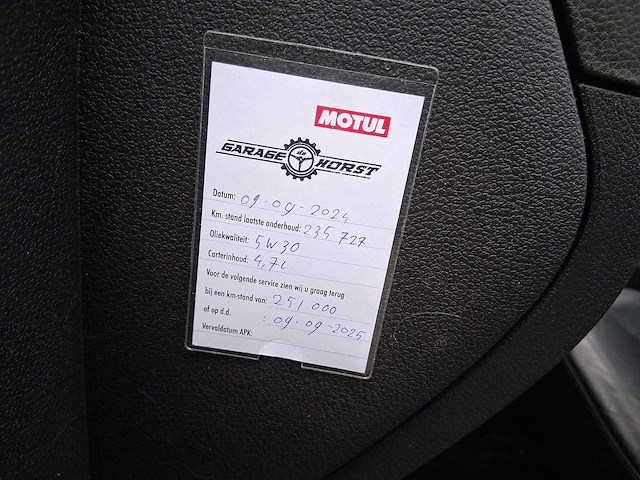 MOTUL
GARAGE de HORST
Datum: 09-09-2024
Km. stand laatste onderhoud: 235 727
Oliekwaliteit: 5W30
Carterinhoud: 4,7L
Voor de volgende service zien wij u graag terug
bij een km-stand van: 251 000
of op d.d. : 09-09-2025
Vervaldatum APK: